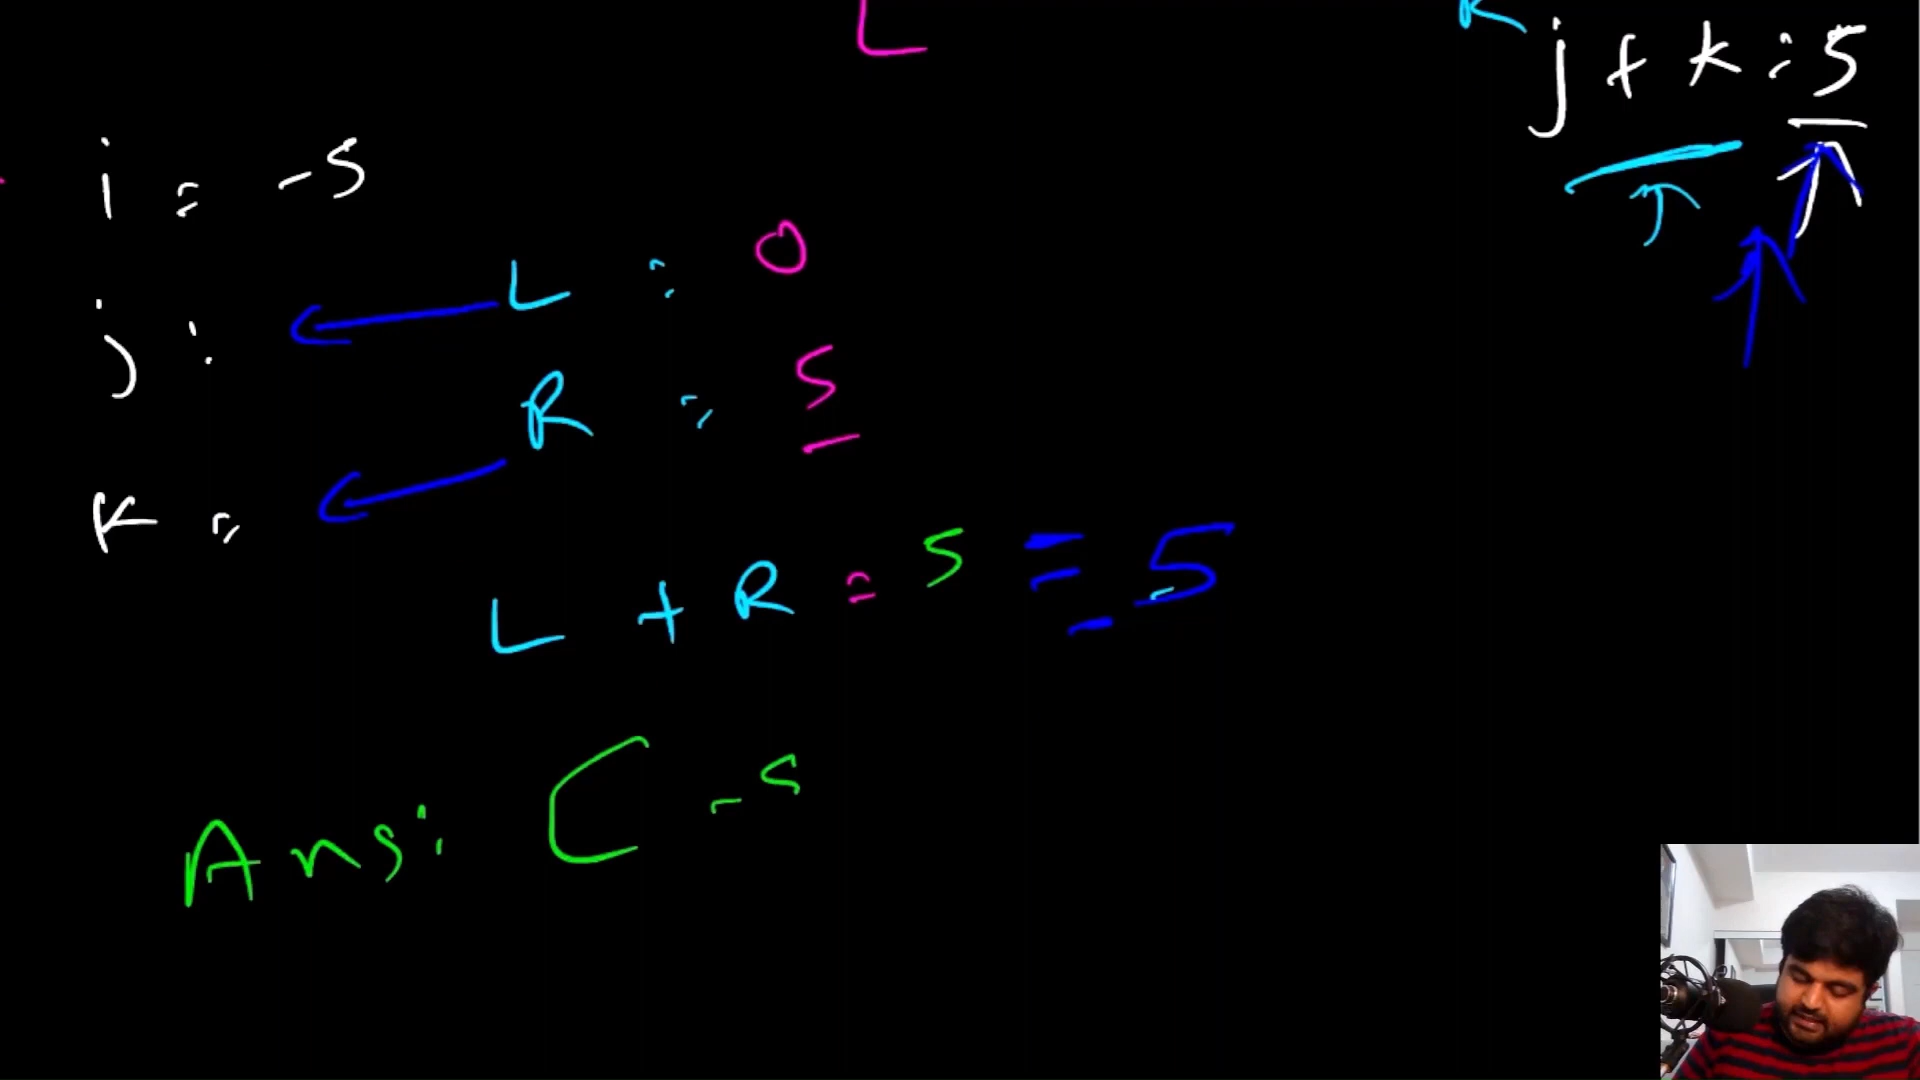 L
R
j + k = 5
i = -5
L = 0
j =
R = 5
k =
L + R = 5 = 5
Ans: [ -5